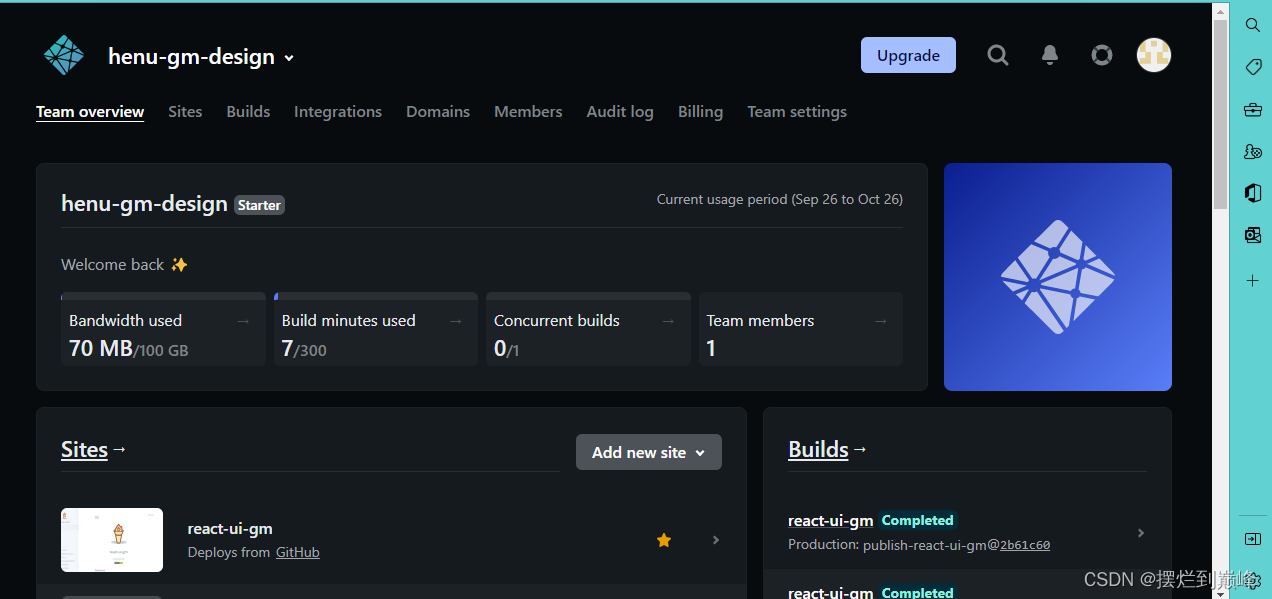 henu-gm-design
Upgrade
Team overview Sites Builds Integrations Domains Members Audit log Billing Team settings
henu-gm-design Starter
Current usage period (Sep 26 to Oct 26)
Welcome back ✨
Bandwidth used →
70 MB/100 GB
Build minutes used →
7/300
Concurrent builds →
0/1
Team members →
1
Sites →
Add new site
react-ui-gm
Deploys from GitHub
Builds →
react-ui-gm Completed
Production: publish-react-ui-gm@2b61c60
react-ui-gm Completed
CSDN @摆烂到巅峰